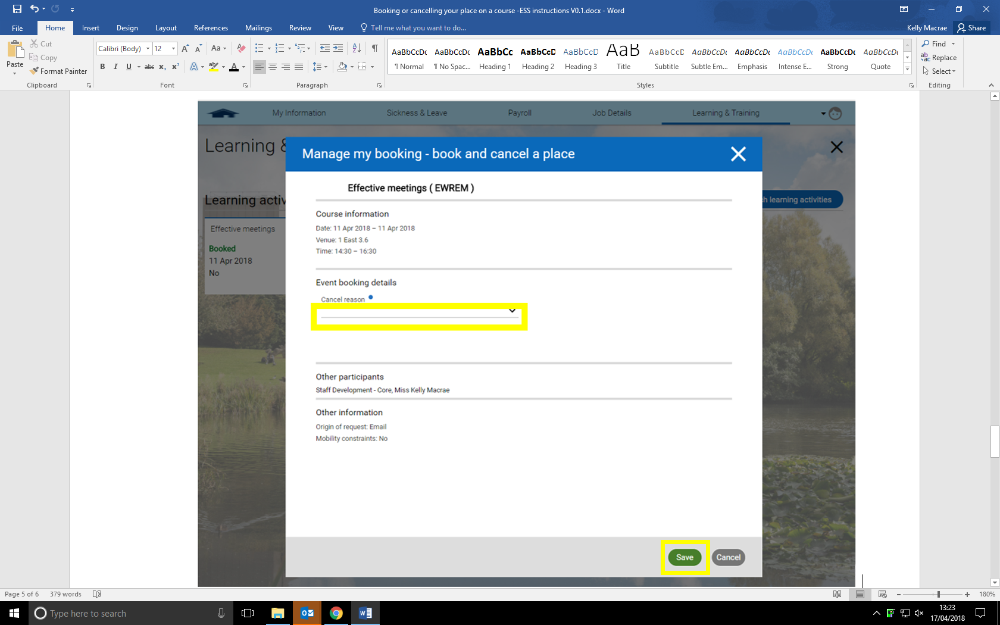 Booking or cancelling your place on a course -ESS instructions V0.1.docx - Word
File Home Insert Design Layout References Mailings Review View Tell me what you want to do... Kelly Macrae Share
Paste
Cut
Copy
Format Painter
Calibri (Body) 12
AaBbCcDc AaBbCcDc AaBbCc AaBbCcD AaBbCcD AaB AaBbCcD AaBbCcDc AaBbCcDc AaBbCcDc AaBbCcDc AaBbCcDc
¶ Normal ¶ No Spac... Heading 1 Heading 2 Heading 3 Title Subtitle Subtle Em... Emphasis Intense E... Strong Quote
Find
Replace
Select
Clipboard Font Paragraph Styles Editing
My Information Sickness & Leave Payroll Job Details Learning & Training
Learning &
Manage my booking - book and cancel a place
Effective meetings ( EWREM )
Learning activ
h learning activities
Effective meetings
Booked
11 Apr 2018
No
Course information
Date: 11 Apr 2018 – 11 Apr 2018
Venue: 1 East 3.6
Time: 14:30 – 16:30
Event booking details
Cancel reason
Other participants
Staff Development - Core, Miss Kelly Macrae
Other information
Origin of request: Email
Mobility constraints: No
Save Cancel
Page 5 of 6 379 words 180%
Type here to search
13:23
17/04/2018